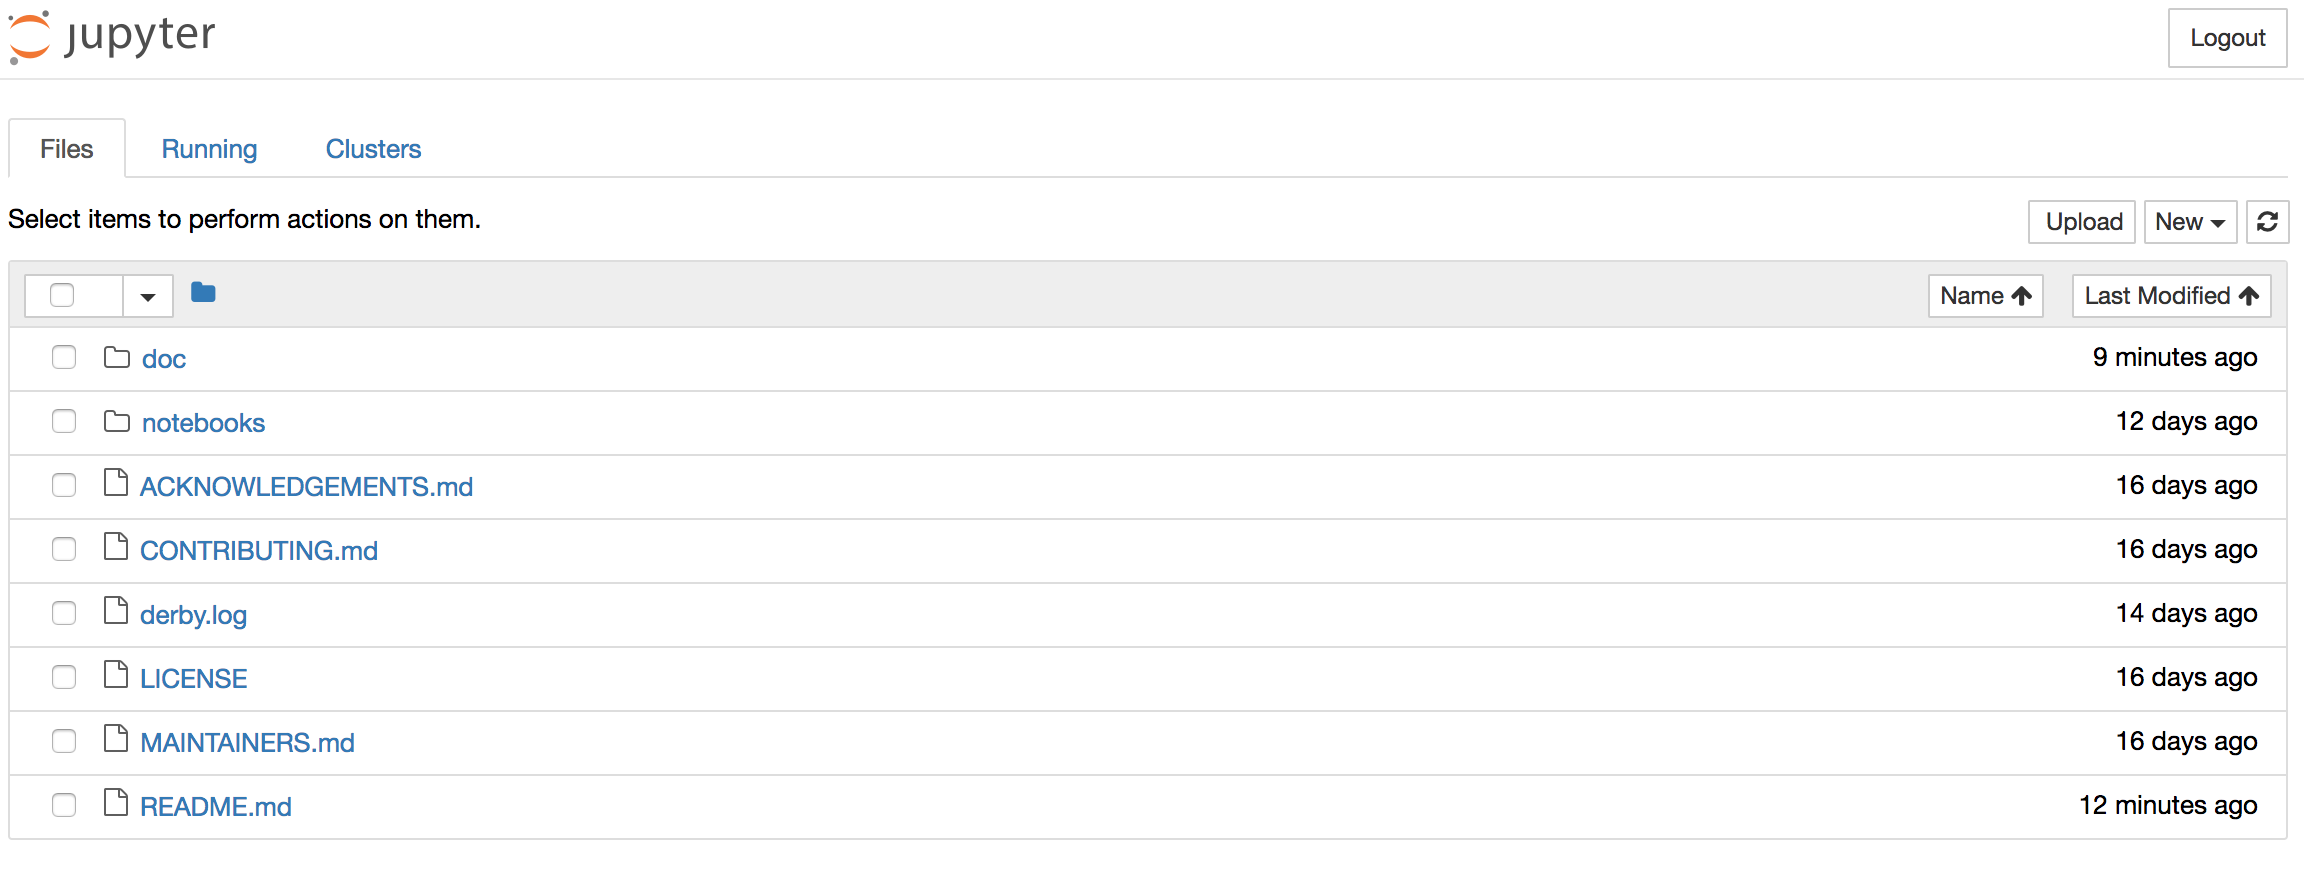 jupyter
Logout
Files Running Clusters
Select items to perform actions on them.
Upload New
Name Last Modified
doc 9 minutes ago
notebooks 12 days ago
ACKNOWLEDGEMENTS.md 16 days ago
CONTRIBUTING.md 16 days ago
derby.log 14 days ago
LICENSE 16 days ago
MAINTAINERS.md 16 days ago
README.md 12 minutes ago